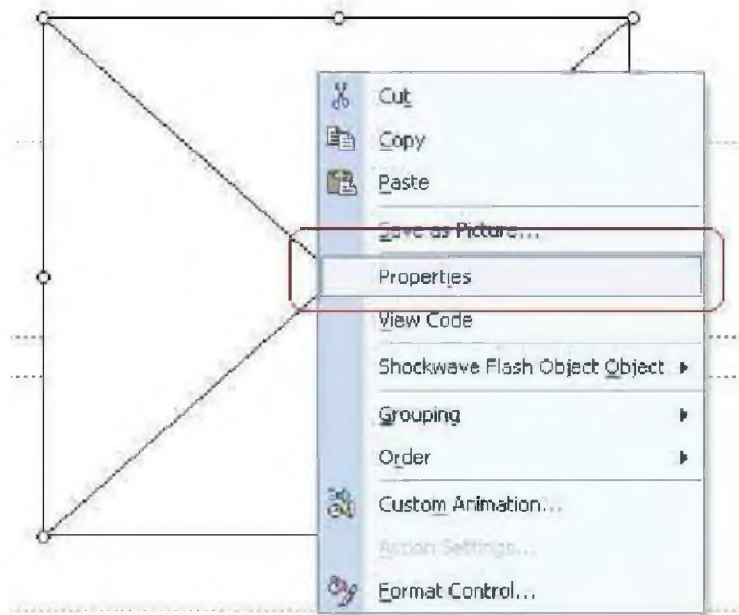 Cut
Copy
Paste
Save as Picture...
Properties
View Code
Shockwave Flash Object Object
Grouping
Order
Custom Animation...
Action Settings...
Format Control...